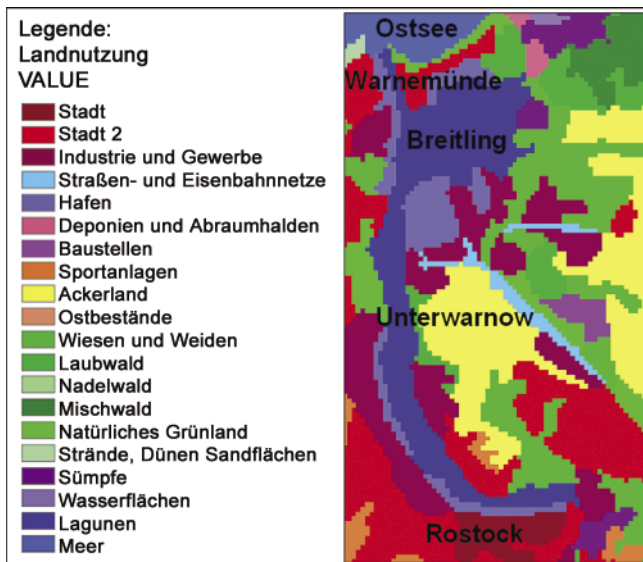 Legende:
Landnutzung
VALUE
Stadt
Stadt 2
Industrie und Gewerbe
Straßen- und Eisenbahnnetze
Hafen
Deponien und Abraumhalden
Baustellen
Sportanlagen
Ackerland
Ostbestände
Wiesen und Weiden
Laubwald
Nadelwald
Mischwald
Natürliches Grünland
Strände, Dünen Sandflächen
Sümpfe
Wasserflächen
Lagunen
Meer
Ostsee
Warnemünde
Breitling
Unterwarnow
Rostock